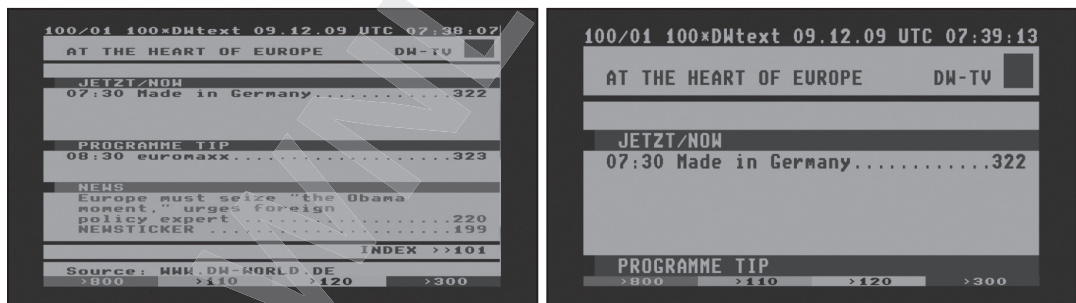 100/01 100*DWtext 09.12.09 UTC 07:38:07
AT THE HEART OF EUROPE DW-TV
JETZT/NOW
07:30 Made in Germany............322
PROGRAMME TIP
08:30 euromaxx...................323
NEWS
Europe must seize "the Obama
moment," urges foreign
policy expert ...................220
NEWSTICKER ......................199
INDEX >>101
Source: WWW.DW-WORLD.DE
>800 >110 >120 >300
100/01 100*DWtext 09.12.09 UTC 07:39:13
AT THE HEART OF EUROPE DW-TV
JETZT/NOW
07:30 Made in Germany............322
PROGRAMME TIP
>800 >110 >120 >300